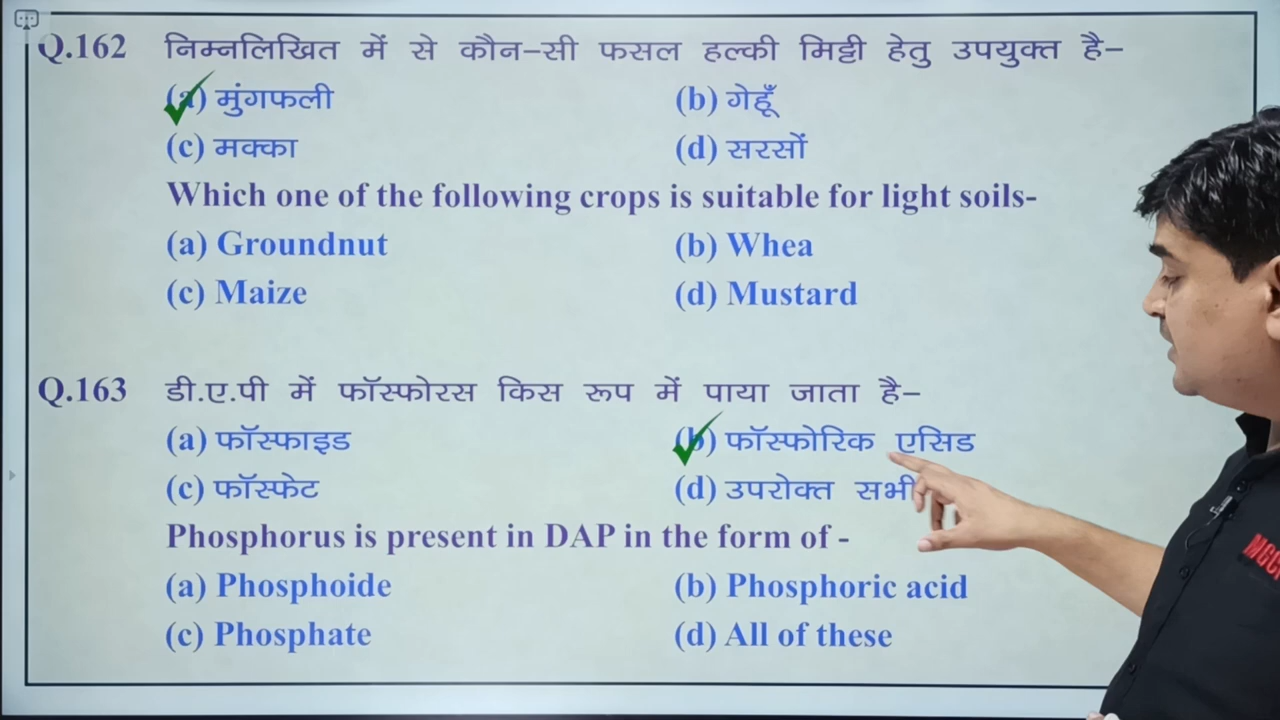 Q.162 निम्नलिखित में से कौन–सी फसल हल्की मिट्टी हेतु उपयुक्त है–
(a) मुंगफली (b) गेहूँ
(c) मक्का (d) सरसों
Which one of the following crops is suitable for light soils-
(a) Groundnut (b) Whea
(c) Maize (d) Mustard
Q.163 डी.ए.पी में फॉस्फोरस किस रूप में पाया जाता है–
(a) फॉस्फाइड (b) फॉस्फोरिक एसिड
(c) फॉस्फेट (d) उपरोक्त सभी
Phosphorus is present in DAP in the form of -
(a) Phosphoide (b) Phosphoric acid
(c) Phosphate (d) All of these